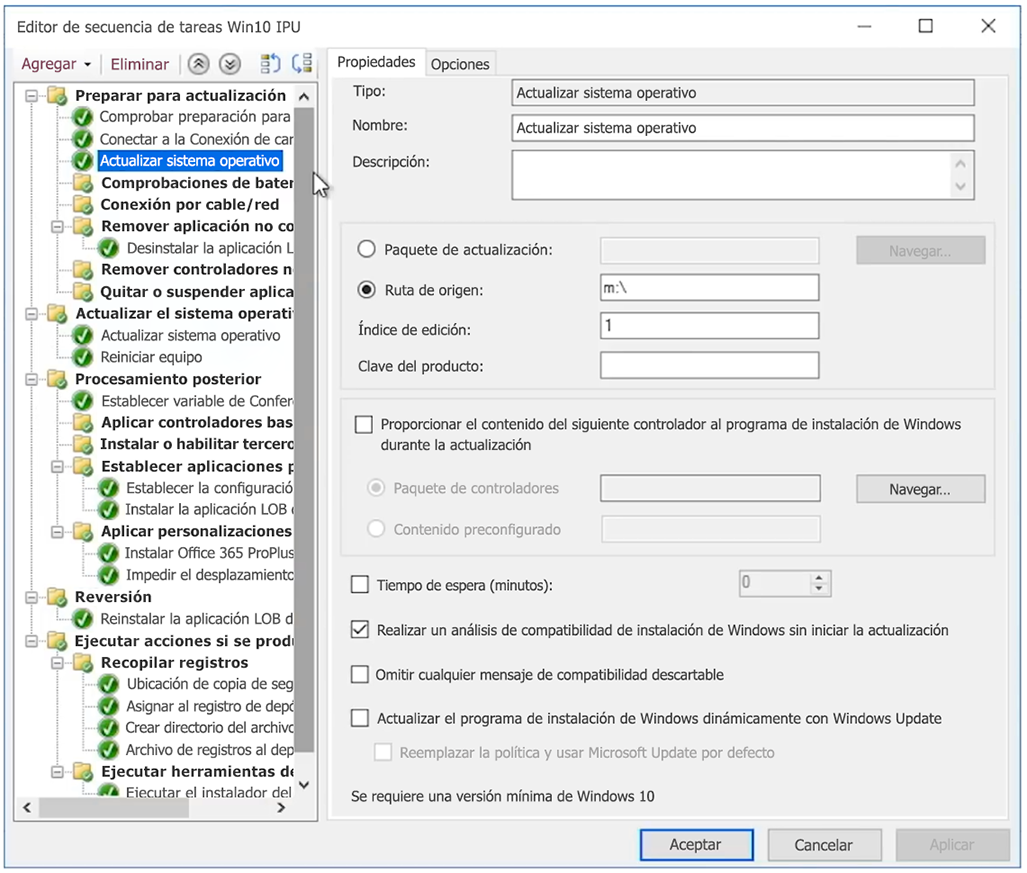 Editor de secuencia de tareas Win10 IPU
Agregar
Eliminar
Preparar para actualización
Comprobar preparación para
Conectar a la Conexión de car
Actualizar sistema operativo
Comprobaciones de bater
Conexión por cable/red
Remover aplicación no co
Desinstalar la aplicación L
Remover controladores n
Quitar o suspender aplica
Actualizar el sistema operati
Actualizar sistema operativo
Reiniciar equipo
Procesamiento posterior
Establecer variable de Confer
Aplicar controladores bas
Instalar o habilitar tercero
Establecer aplicaciones p
Establecer la configuració
Instalar la aplicación LOB
Aplicar personalizaciones
Instalar Office 365 ProPlus
Impedir el desplazamiento
Reversión
Reinstalar la aplicación LOB d
Ejecutar acciones si se prod
Recopilar registros
Ubicación de copia de seg
Asignar al registro de depó
Crear directorio del archivo
Archivo de registros al dep
Ejecutar herramientas de
Ejecutar el instalador del
Propiedades
Opciones
Tipo:
Actualizar sistema operativo
Nombre:
Actualizar sistema operativo
Descripción:
Paquete de actualización:
Navegar...
Ruta de origen:
m:\
Índice de edición:
1
Clave del producto:
Proporcionar el contenido del siguiente controlador al programa de instalación de Windows
durante la actualización
Paquete de controladores
Navegar...
Contenido preconfigurado
Tiempo de espera (minutos):
0
Realizar un análisis de compatibilidad de instalación de Windows sin iniciar la actualización
Omitir cualquier mensaje de compatibilidad descartable
Actualizar el programa de instalación de Windows dinámicamente con Windows Update
Reemplazar la política y usar Microsoft Update por defecto
Se requiere una versión mínima de Windows 10
Aceptar
Cancelar
Aplicar